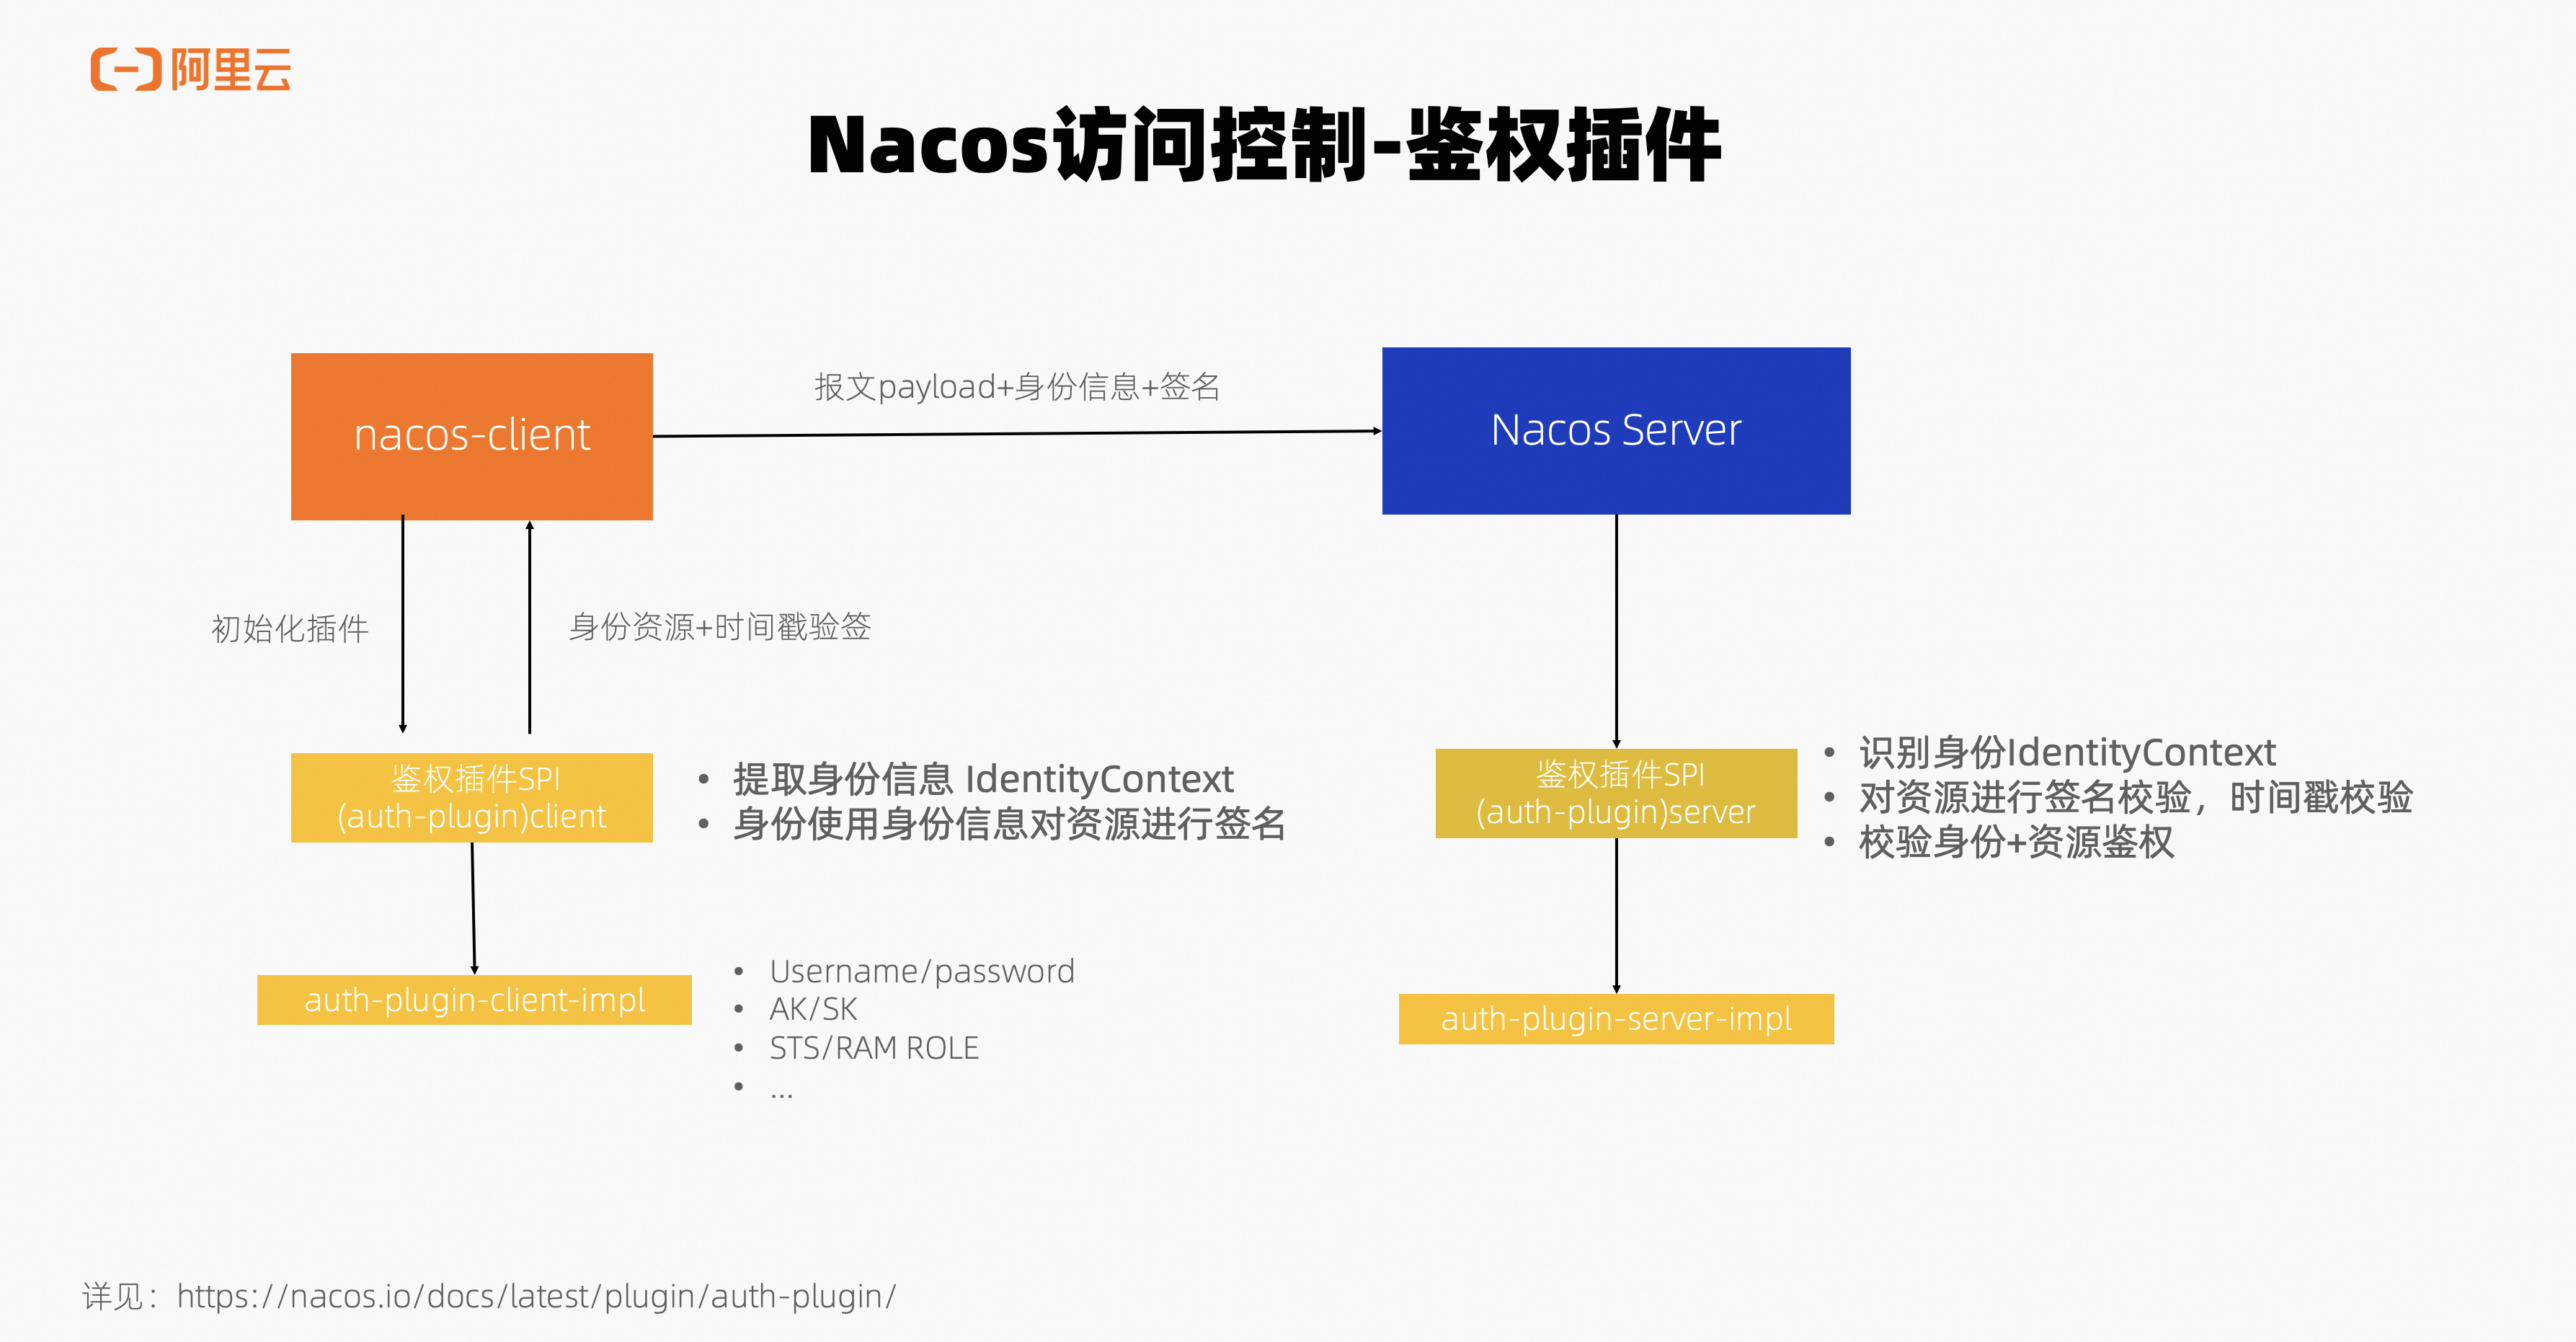 阿里云
Nacos访问控制-鉴权插件
nacos-client
报文payload+身份信息+签名
Nacos Server
初始化插件
身份资源+时间戳验签
鉴权插件SPI
(auth-plugin)client
• 提取身份信息 IdentityContext
• 身份使用身份信息对资源进行签名
鉴权插件SPI
(auth-plugin)server
• 识别身份IdentityContext
• 对资源进行签名校验，时间戳校验
• 校验身份+资源鉴权
auth-plugin-client-impl
• Username/password
• AK/SK
• STS/RAM ROLE
• ...
auth-plugin-server-impl
详见：https://nacos.io/docs/latest/plugin/auth-plugin/